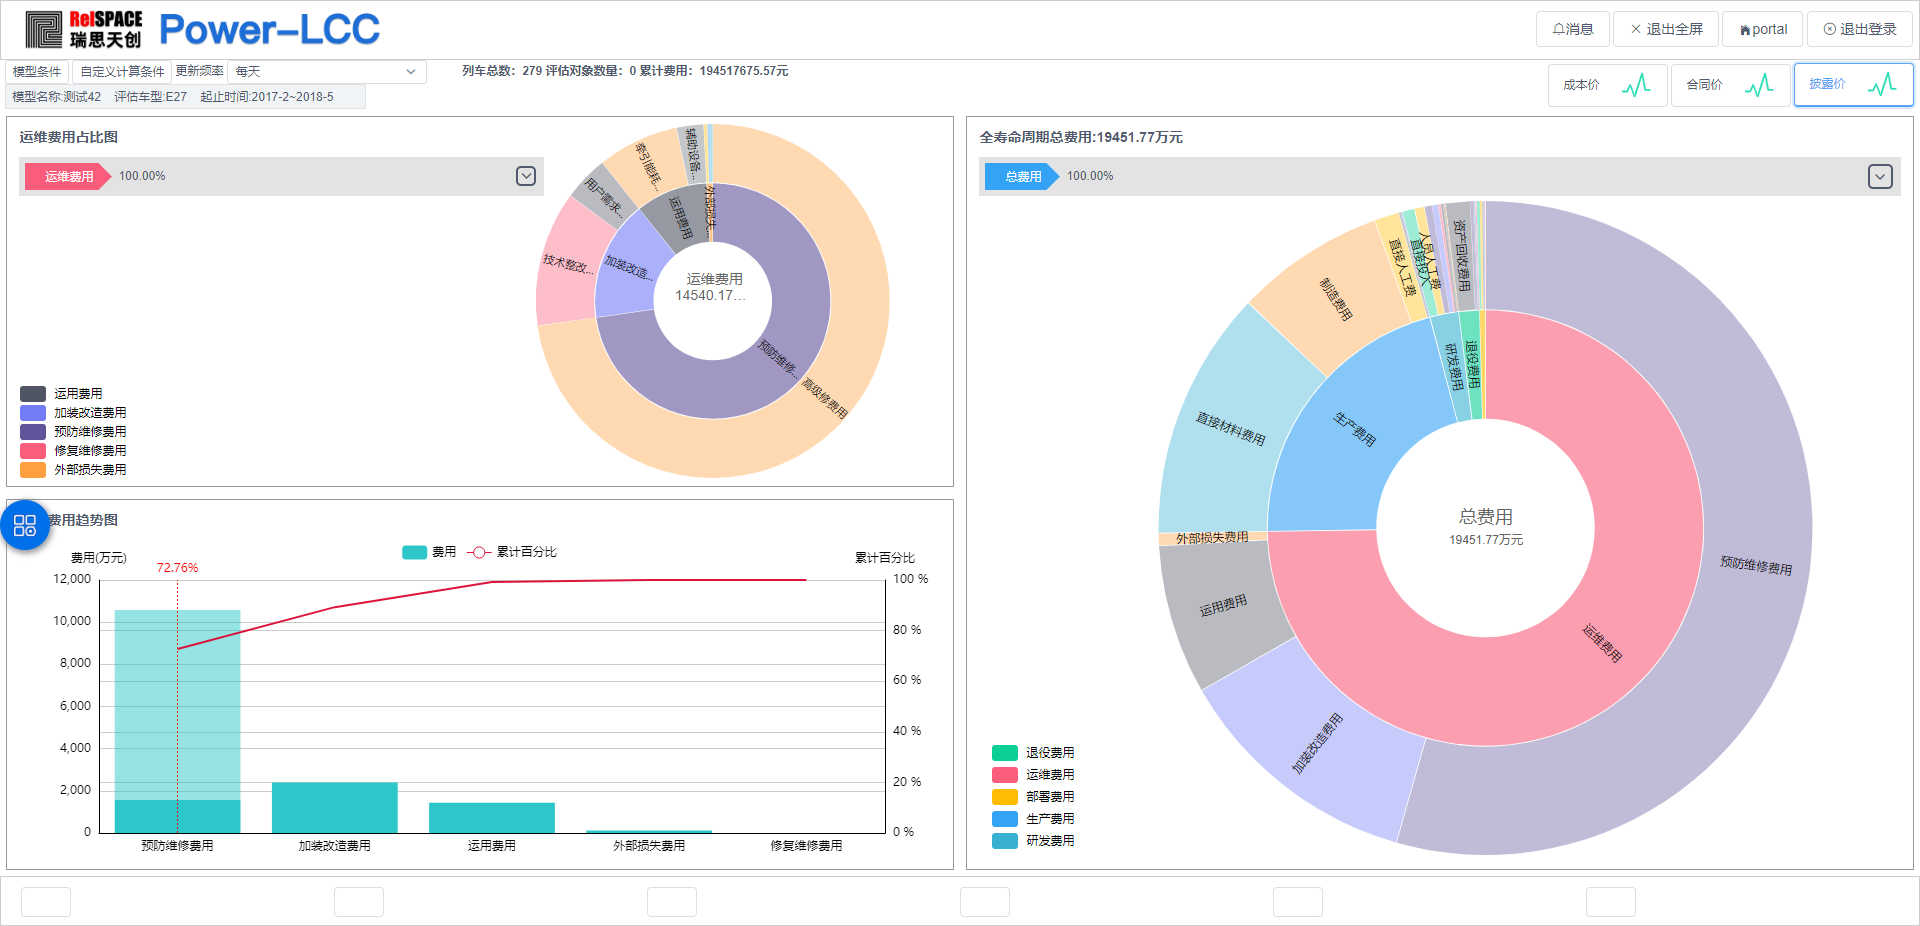 RelSPACE
瑞思天创
Power-LCC
消息
退出全屏
portal
退出登录
模型条件
自定义计算条件
更新频率
每天
列车总数：279 评估对象数量：0 累计费用：194517675.57元
模型名称:测试42 评估车型:E27 起止时间:2017-2~2018-5
成本价
合同价
披露价
运维费用占比图
运维费用
100.00%
辅助设备...
牵引能耗...
用户需求...
技术整改...
外部损失...
运用费用
加装改造...
预防维修...
高级修费用
运维费用
14540.17...
运用费用
加装改造费用
预防维修费用
修复维修费用
外部损失费用
费用趋势图
费用(万元)
费用
累计百分比
累计百分比
72.76%
12,000
10,000
8,000
6,000
4,000
2,000
0
100 %
80 %
60 %
40 %
20 %
0 %
预防维修费用
加装改造费用
运用费用
外部损失费用
修复维修费用
全寿命周期总费用:19451.77万元
总费用
100.00%
资产回收费用
人员人工费
直接投入
直接人工费
制造费用
直接材料费用
外部损失费用
运用费用
加装改造费用
预防维修费用
退役费用
研发费用
生产费用
运维费用
总费用
19451.77万元
退役费用
运维费用
部署费用
生产费用
研发费用